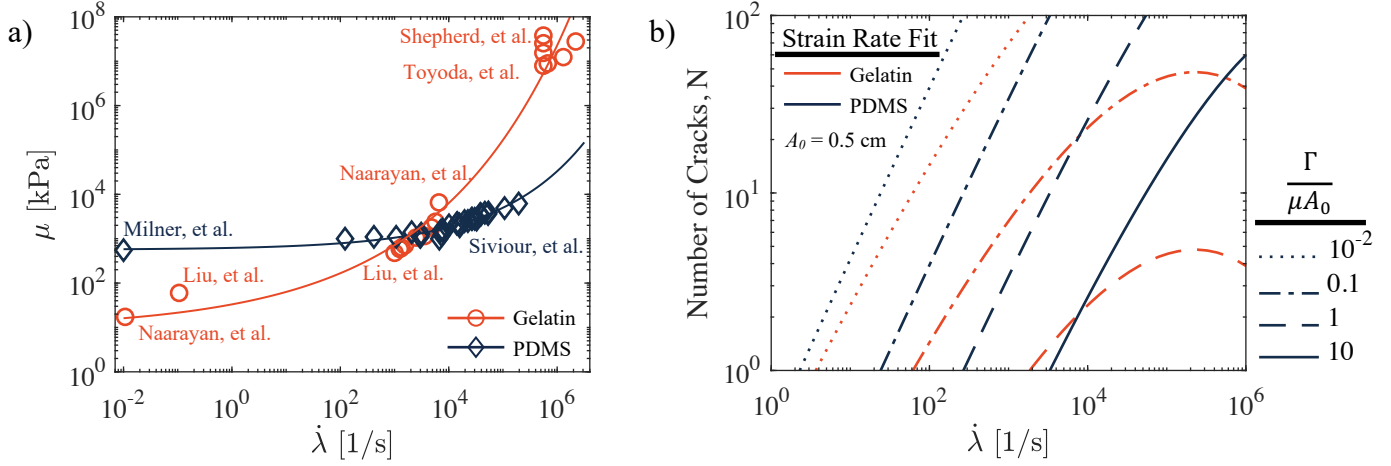 a)
10^8
10^6
10^4
10^2
10^0
μ [kPa]
Shepherd, et al.
Toyoda, et al.
Naarayan, et al.
Milner, et al.
Siviour, et al.
Liu, et al.
Liu, et al.
Naarayan, et al.
Gelatin
PDMS
10^-2
10^0
10^2
10^4
10^6
λ̇ [1/s]
b)
10^2
10^1
10^0
Number of Cracks, N
Strain Rate Fit
Gelatin
PDMS
A_0 = 0.5 cm
10^0
10^2
10^4
10^6
λ̇ [1/s]
Γ
μA_0
10^-2
0.1
1
10